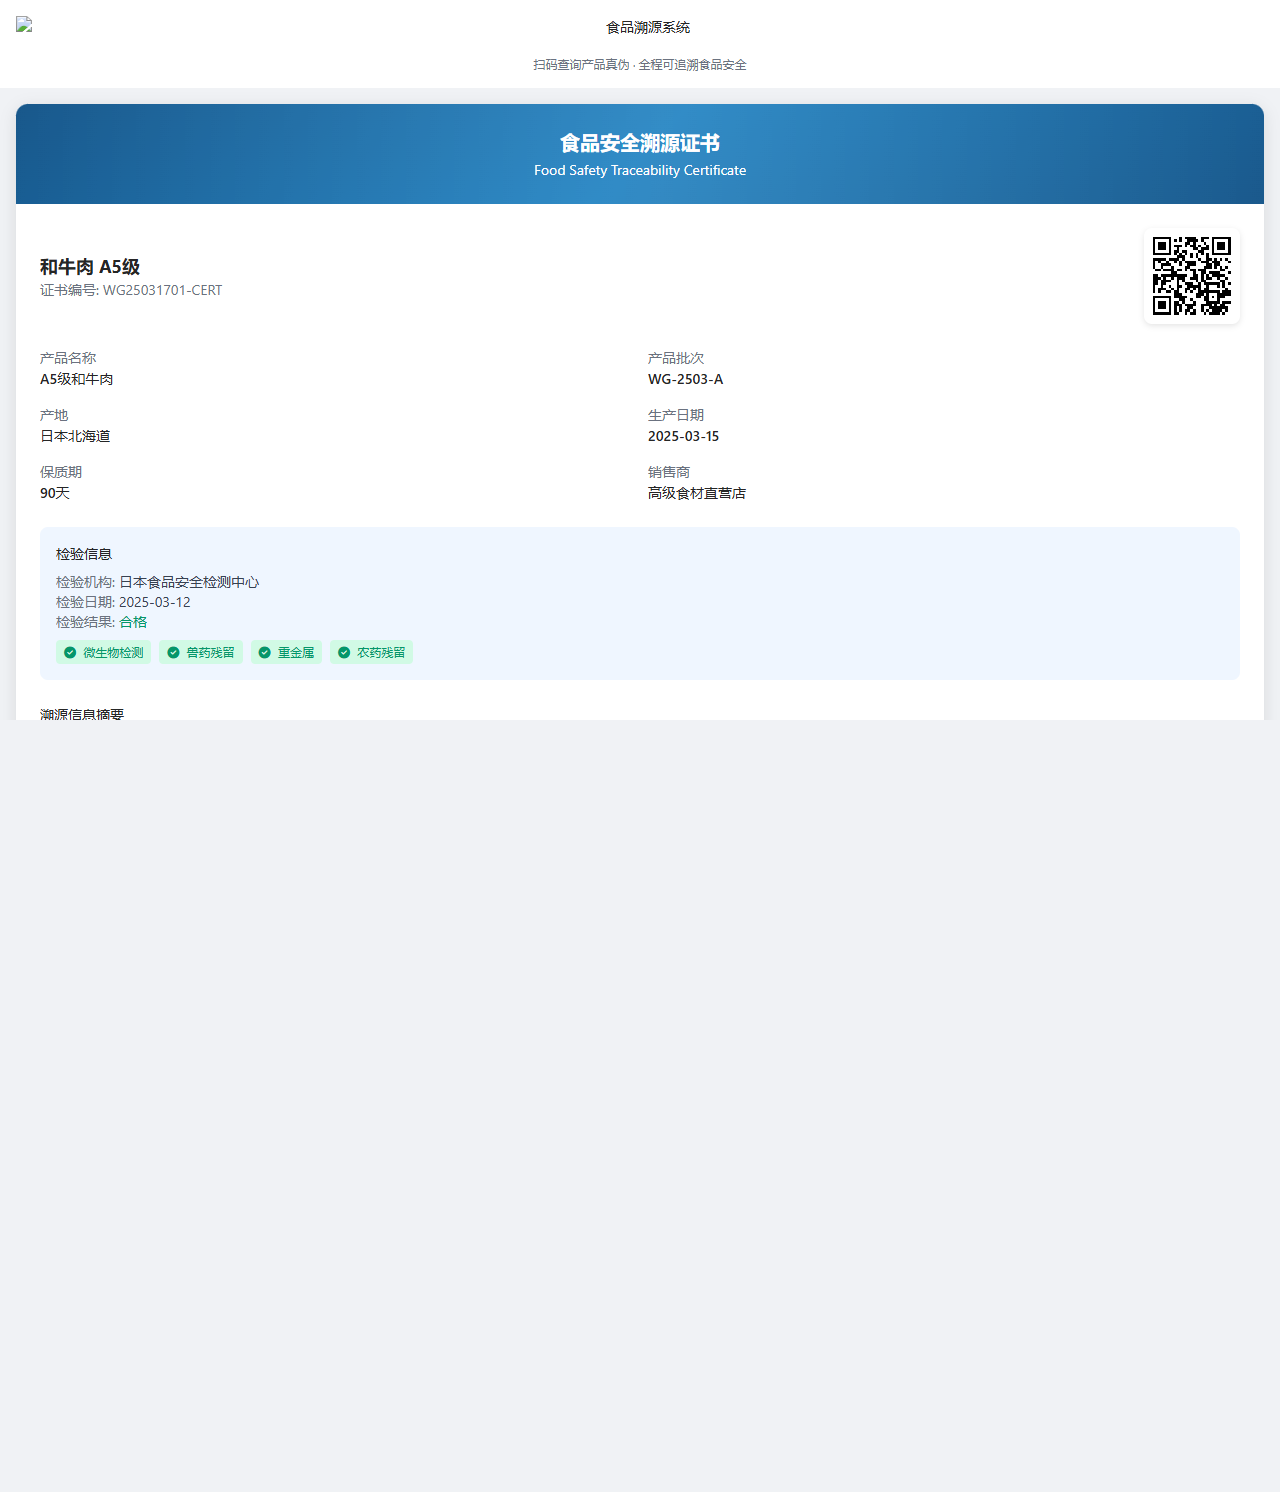 食品溯源系统
扫码查询产品真伪 · 全程可追溯食品安全
食品安全溯源证书
Food Safety Traceability Certificate
和牛肉 A5级
证书编号: WG25031701-CERT
产品名称
A5级和牛肉
产品批次
WG-2503-A
产地
日本北海道
生产日期
2025-03-15
保质期
90天
销售商
高级食材直营店
检验信息
检验机构: 日本食品安全检测中心
检验日期: 2025-03-12
检验结果: 合格
微生物检测 兽药残留 重金属 农药残留
溯源信息摘要